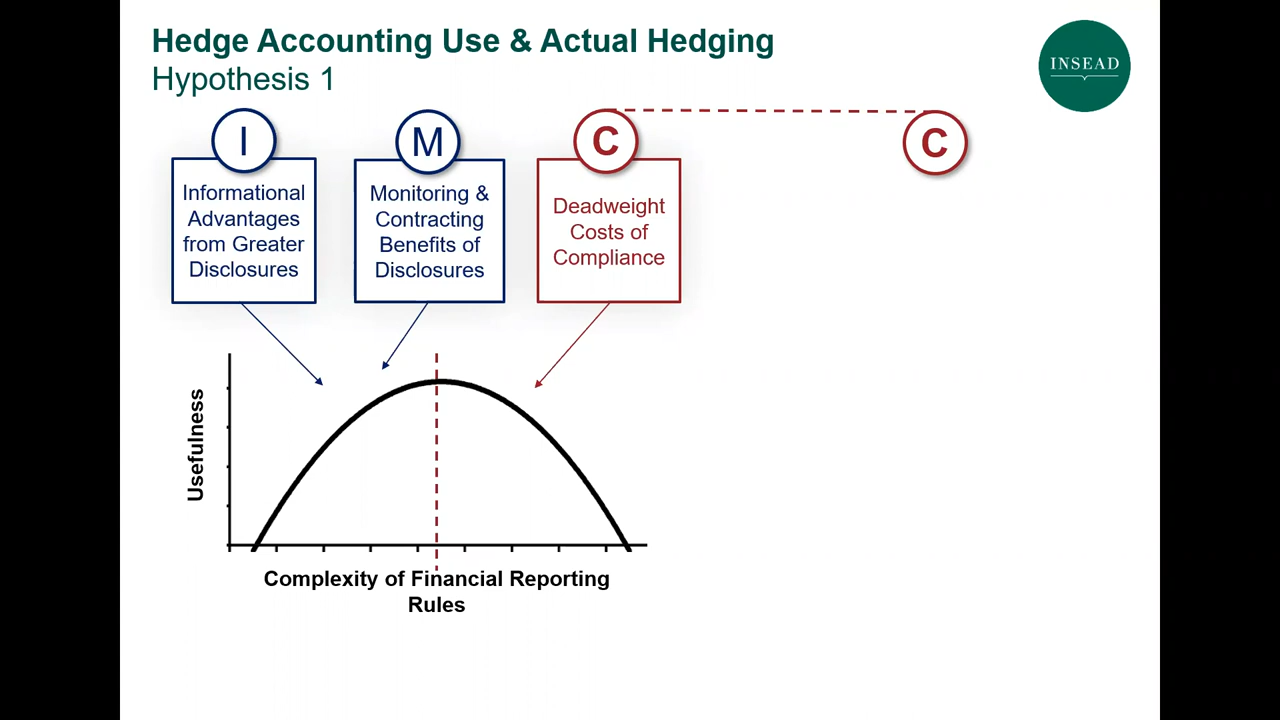 Hedge Accounting Use & Actual Hedging
Hypothesis 1
INSEAD
I
M
C
C
Informational
Advantages
from Greater
Disclosures
Monitoring &
Contracting
Benefits of
Disclosures
Deadweight
Costs of
Compliance
Usefulness
Complexity of Financial Reporting
Rules